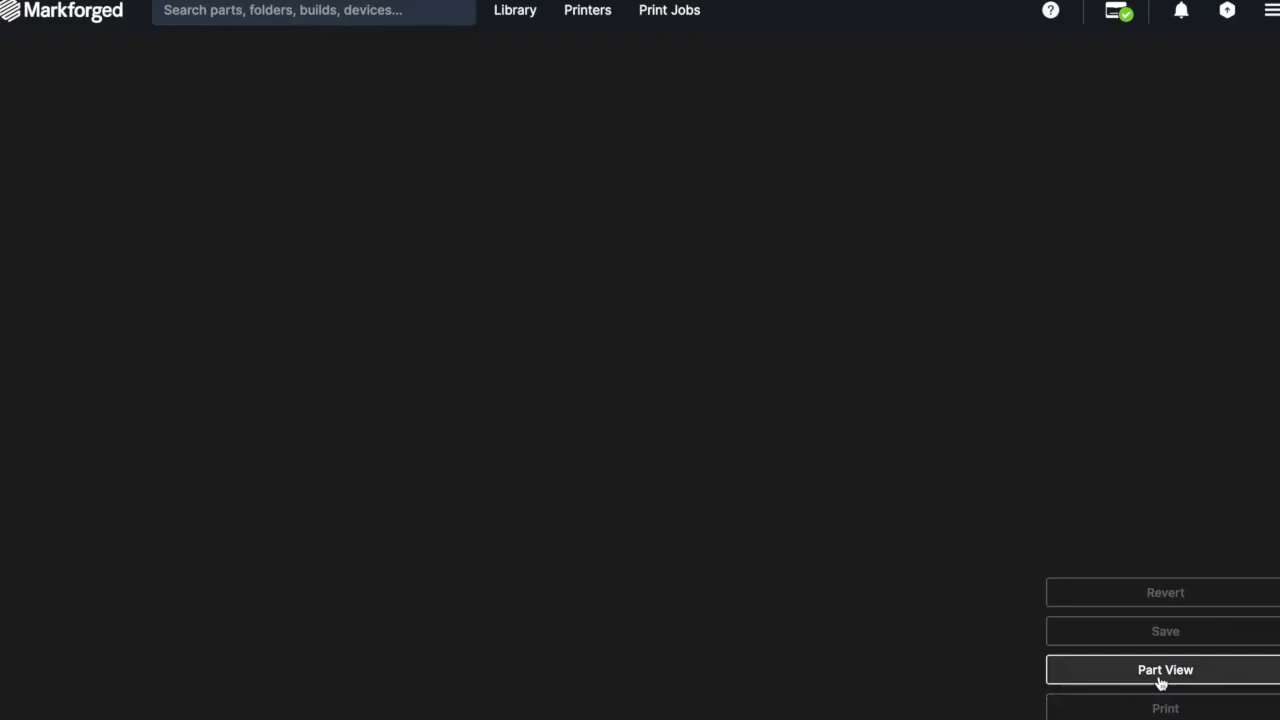 Markforged
Search parts, folders, builds, devices...
Library
Printers
Print Jobs
Revert
Save
Part View
Print